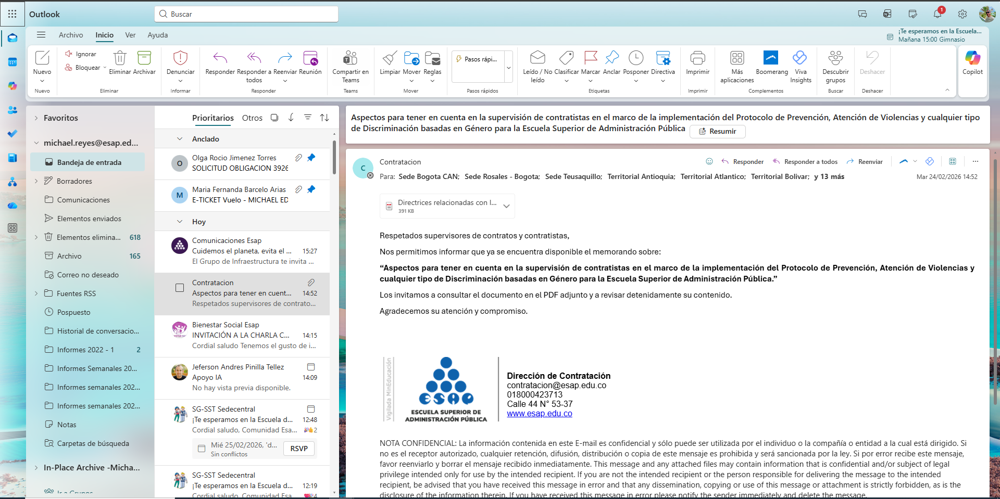 Outlook
Buscar
1
Archivo
Inicio
Ver
Ayuda
¡Te esperamos en la Escuela...
Mañana 15:00 Gimnasio
Nuevo
Nuevo
Ignorar
Bloquear
Eliminar
Archivar
Eliminar
Denunciar
Informar
Responder
Responder a
todos
Reenviar
Reunión
Responder
Compartir en
Teams
Teams
Limpiar
Mover
Reglas
Mover
Pasos rápi...
Pasos rápidos
Leído / No
leído
Clasificar
Marcar
Anclar
Posponer
Directiva
Etiquetas
Imprimir
Imprimir
Más
aplicaciones
Boomerang
Viva
Insights
Complementos
Descubrir
grupos
Buscar
Deshacer
Deshacer
Copilot
Favoritos
michael.reyes@esap.ed...
Bandeja de entrada
Borradores
Comunicaciones
Elementos enviados
Elementos elimina... 618
Archivo 165
Correo no deseado
Fuentes RSS
Pospuesto
Historial de conversacio...
Informes 2022 - 1 2
Informes Semanales 20...
Informes semanales 202...
Informes semanales 202...
Notas
Carpetas de búsqueda
In-Place Archive -Micha...
Ir a Grupos
Prioritarios
Otros
Anclado
O
Olga Rocio Jimenez Torres
SOLICITUD OBLIGACION 3926
M
Maria Fernanda Barcelo Arias
E-TICKET Vuelo - MICHAEL ED
Hoy
ESAP
Comunicaciones Esap
Cuidemos el planeta, evita el ... 15:27
El Grupo de Infraestructura te invita ...
Contratacion
Aspectos para tener en cuent... 14:52
Respetados supervisores de contrato...
Bienestar Social Esap
INVITACIÓN A LA CHARLA C... 14:15
Cordial saludo Tenemos el gusto de i...
Jeferson Andres Pinilla Tellez
Apoyo IA 14:09
No hay vista previa disponible.
SG-SST Sedecentral
¡Te esperamos en la Escuela d... 12:48
Cordial saludo, Comunidad Esa... 2
Mié 25/02/2026, 'd...
Sin conflictos
RSVP
SG-SST Sedecentral
¡Te esperamos en la Escuela d... 12:19
Cordial saludo, Comunidad Esa... 4
Aspectos para tener en cuenta en la supervisión de contratistas en el marco de la implementación del Protocolo de Prevención, Atención de Violencias y cualquier tipo
de Discriminación basadas en Género para la Escuela Superior de Administración Pública
Resumir
C
Contratacion
Responder
Responder a todos
Reenviar
Para: Sede Bogota CAN; Sede Rosales - Bogota; Sede Teusaquillo; Territorial Antioquia; Territorial Atlantico; Territorial Bolivar; y 13 más
Mar 24/02/2026 14:52
Directrices relacionadas con l...
391 KB
Respetados supervisores de contratos y contratistas,
Nos permitimos informar que ya se encuentra disponible el memorando sobre:
“Aspectos para tener en cuenta en la supervisión de contratistas en el marco de la implementación del Protocolo de Prevención, Atención de Violencias y
cualquier tipo de Discriminación basadas en Género para la Escuela Superior de Administración Pública.”
Los invitamos a consultar el documento en el PDF adjunto y a revisar detenidamente su contenido.
Agradecemos su atención y compromiso.
Vigilada MinEducación
ESAP
ESCUELA SUPERIOR DE
ADMINISTRACIÓN PÚBLICA
Dirección de Contratación
contratacion@esap.edu.co
018000423713
Calle 44 N° 53-37
www.esap.edu.co
NOTA CONFIDENCIAL: La información contenida en este E-mail es confidencial y sólo puede ser utilizada por el individuo o la compañía o entidad a la cual está dirigido. Si
no es el receptor autorizado, cualquier retención, difusión, distribución o copia de este mensaje es prohibida y será sancionada por la ley. Si por error recibe este mensaje,
favor reenviarlo y borrar el mensaje recibido inmediatamente. This message and any attached files may contain information that is confidential and/or subject of legal
privilege intended only for use by the intended recipient. If you are not the intended recipient or the person responsible for delivering the message to the intended
recipient, be advised that you have received this message in error and that any dissemination, copying or use of this message or attachment is strictly forbidden, as is the
disclosure of the information therein. If you have received this message in error please notify the sender immediately and delete the message.